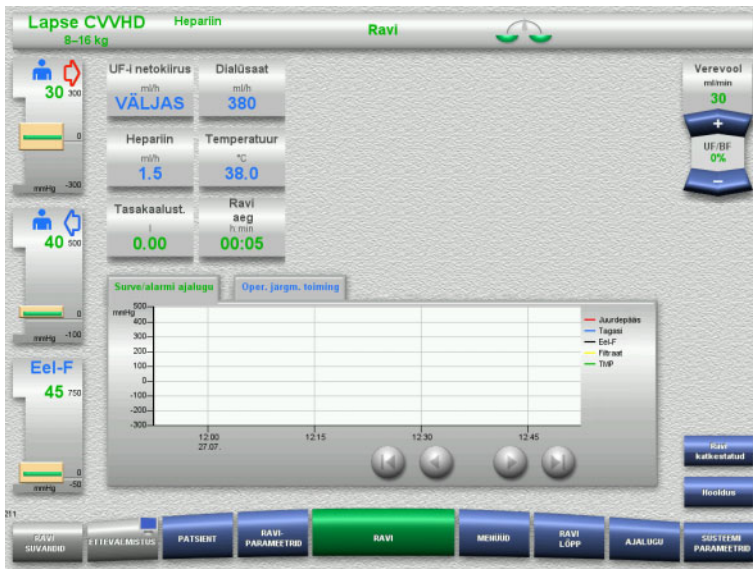 Lapse CVVHD Hepariin
8–16 kg
Ravi
30 300
0
mmHg -300
40 500
0
mmHg -100
Eel-F
45 750
0
mmHg -50
UF-i netokiirus
ml/h
VÄLJAS
Dialüsaat
ml/h
380
Hepariin
ml/h
1.5
Temperatuur
°C
38.0
Tasakaalust.
l
0.00
Ravi
aeg
h:min
00:05
Verevool
ml/min
30
+
UF/BF
0%
–
Surve/alarmi ajalugu
Oper. jargm. toiming
mmHg
500
400
300
200
100
0
-100
-200
-300
12:00
27.07.
12:15
12:30
12:45
Juurdepääs
Tagasi
Eel-F
Filtraat
TMP
Ravi
katkestatud
Hooldus
211
RAVI
SUVANDID
ETTEVALMISTUS
PATSIENT
RAVI-
PARAMEETRID
RAVI
MENÜÜD
RAVI
LÕPP
AJALUGU
SÜSTEEMI
PARAMEETRID